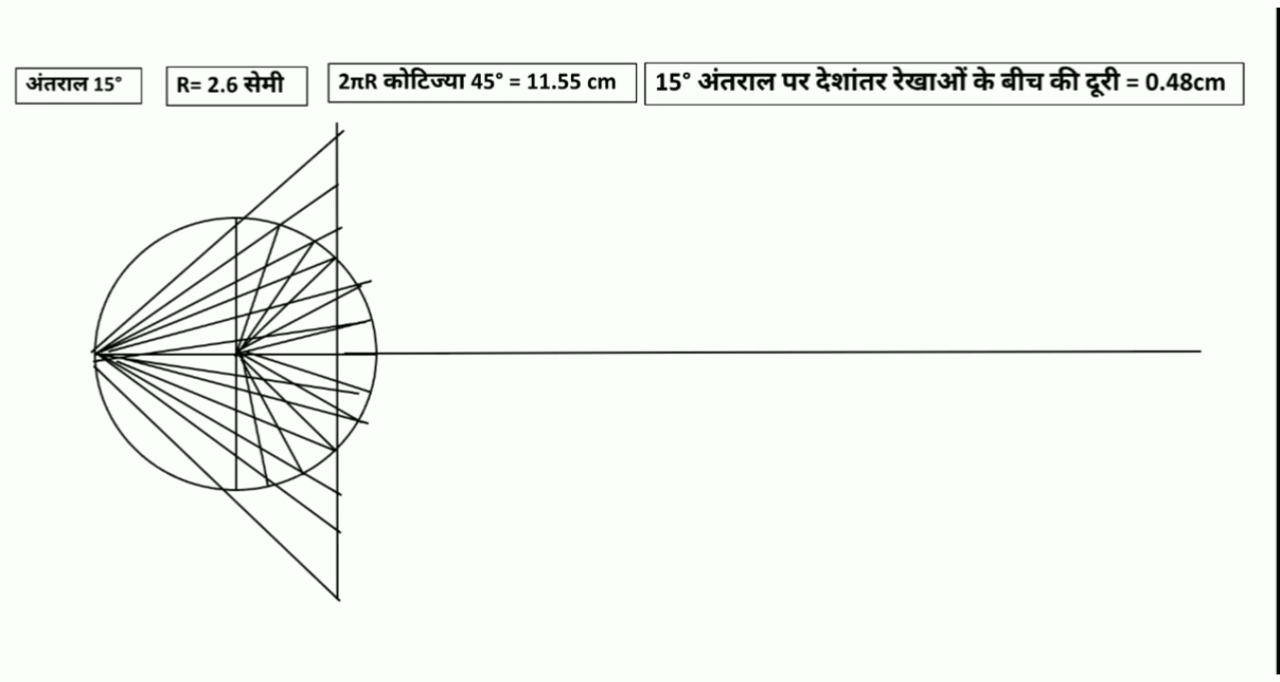 अंतराल 15°
R= 2.6 सेमी
2πR कोटिज्या 45° = 11.55 cm
15° अंतराल पर देशांतर रेखाओं के बीच की दूरी = 0.48cm